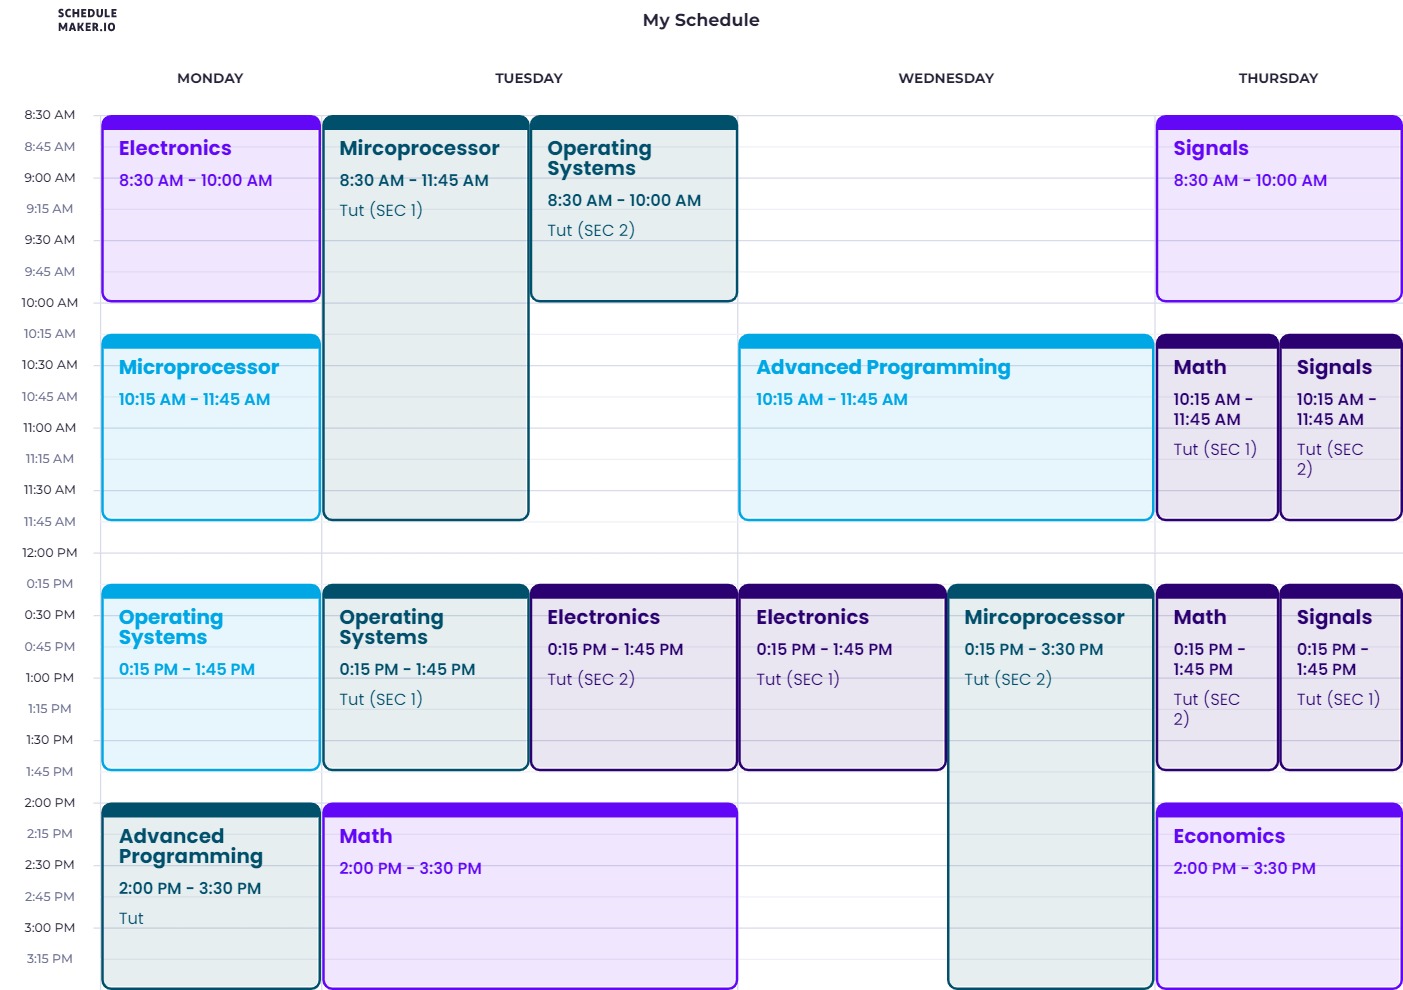 SCHEDULE
MAKER.IO
My Schedule
MONDAY
TUESDAY
WEDNESDAY
THURSDAY
8:30 AM
8:45 AM
9:00 AM
9:15 AM
9:30 AM
9:45 AM
10:00 AM
10:15 AM
10:30 AM
10:45 AM
11:00 AM
11:15 AM
11:30 AM
11:45 AM
12:00 PM
0:15 PM
0:30 PM
0:45 PM
1:00 PM
1:15 PM
1:30 PM
1:45 PM
2:00 PM
2:15 PM
2:30 PM
2:45 PM
3:00 PM
3:15 PM
Electronics
8:30 AM - 10:00 AM
Microprocessor
10:15 AM - 11:45 AM
Operating
Systems
0:15 PM - 1:45 PM
Advanced
Programming
2:00 PM - 3:30 PM
Tut
Mircoprocessor
8:30 AM - 11:45 AM
Tut (SEC 1)
Operating
Systems
8:30 AM - 10:00 AM
Tut (SEC 2)
Operating
Systems
0:15 PM - 1:45 PM
Tut (SEC 1)
Electronics
0:15 PM - 1:45 PM
Tut (SEC 2)
Math
2:00 PM - 3:30 PM
Advanced Programming
10:15 AM - 11:45 AM
Electronics
0:15 PM - 1:45 PM
Tut (SEC 1)
Mircoprocessor
0:15 PM - 3:30 PM
Tut (SEC 2)
Signals
8:30 AM - 10:00 AM
Math
10:15 AM -
11:45 AM
Tut (SEC 1)
Signals
10:15 AM -
11:45 AM
Tut (SEC
2)
Math
0:15 PM -
1:45 PM
Tut (SEC
2)
Signals
0:15 PM -
1:45 PM
Tut (SEC 1)
Economics
2:00 PM - 3:30 PM